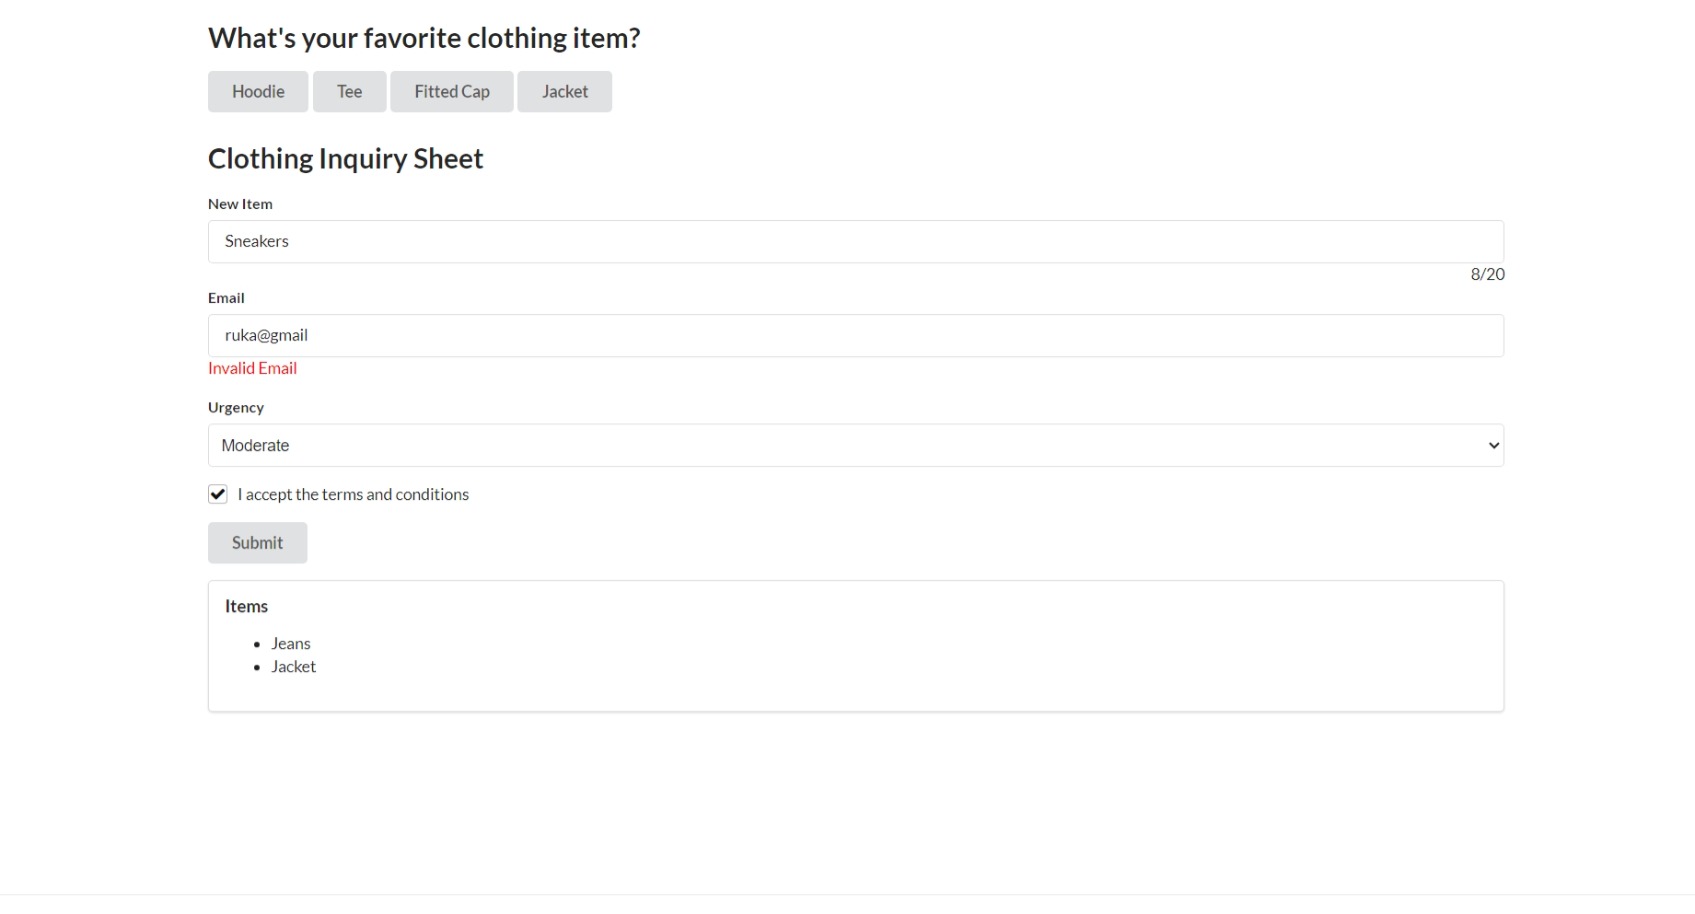 What's your favorite clothing item?
Hoodie Tee Fitted Cap Jacket
Clothing Inquiry Sheet
New Item
Sneakers
8/20
Email
ruka@gmail
Invalid Email
Urgency
Moderate
I accept the terms and conditions
Submit
Items
Jeans
Jacket